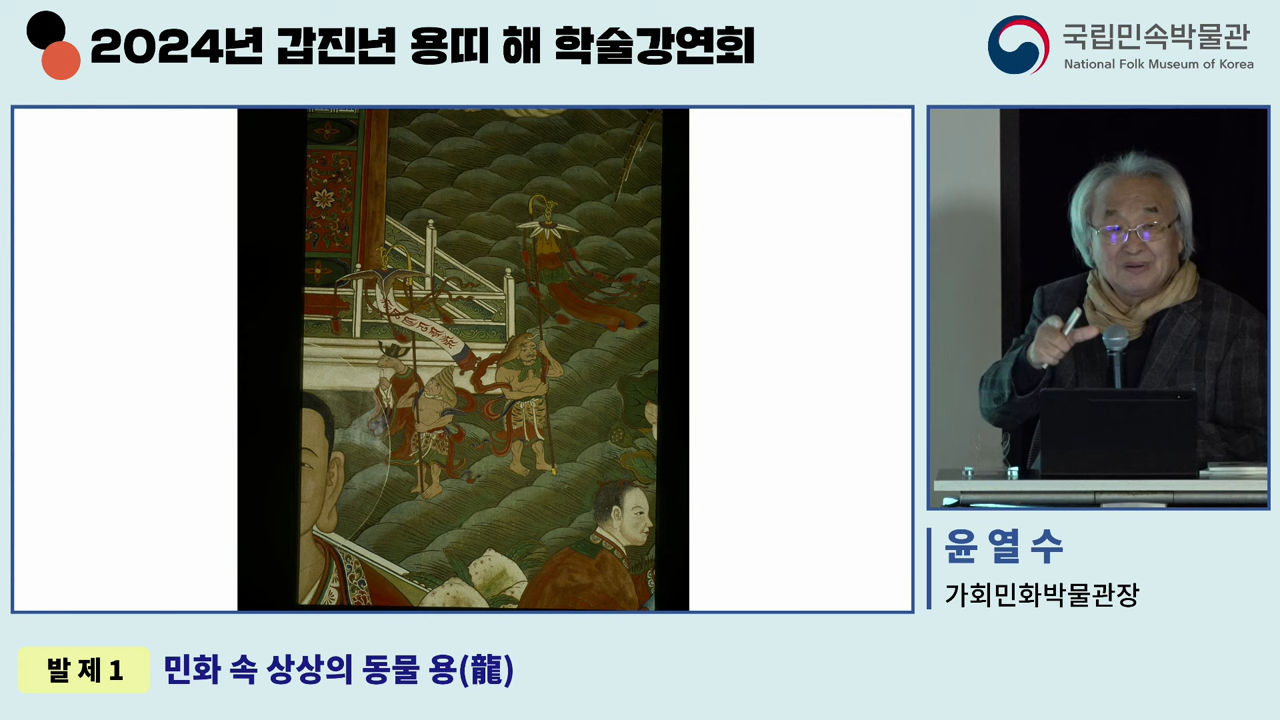 2024년 갑진년 용띠 해 학술강연회
국립민속박물관
National Folk Museum of Korea
윤열수
가회민화박물관장
발제1
민화 속 상상의 동물 용(龍)